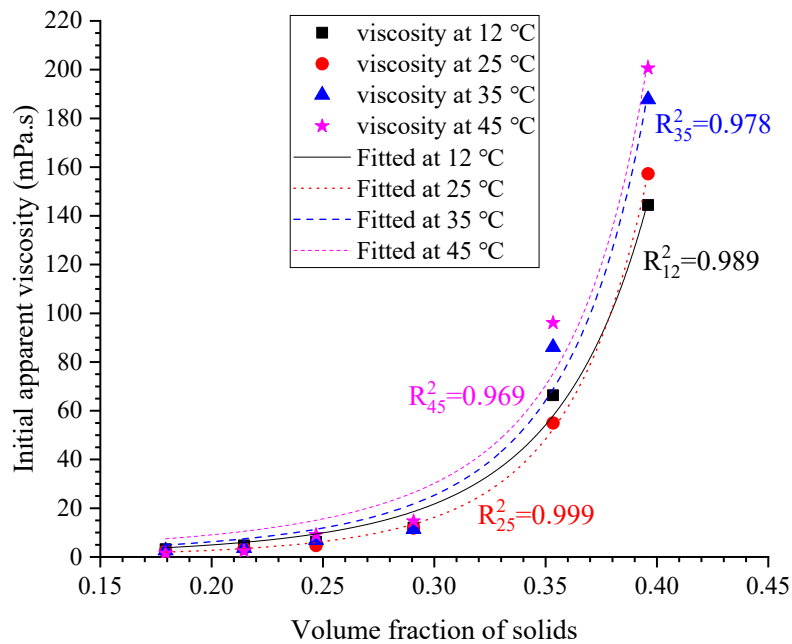 220
200
180
160
140
120
100
80
60
40
20
0
Initial apparent viscosity (mPa.s)
viscosity at 12 ℃
viscosity at 25 ℃
viscosity at 35 ℃
viscosity at 45 ℃
Fitted at 12 ℃
Fitted at 25 ℃
Fitted at 35 ℃
Fitted at 45 ℃
R²₃₅=0.978
R²₁₂=0.989
R²₄₅=0.969
R²₂₅=0.999
0.15 0.20 0.25 0.30 0.35 0.40 0.45
Volume fraction of solids